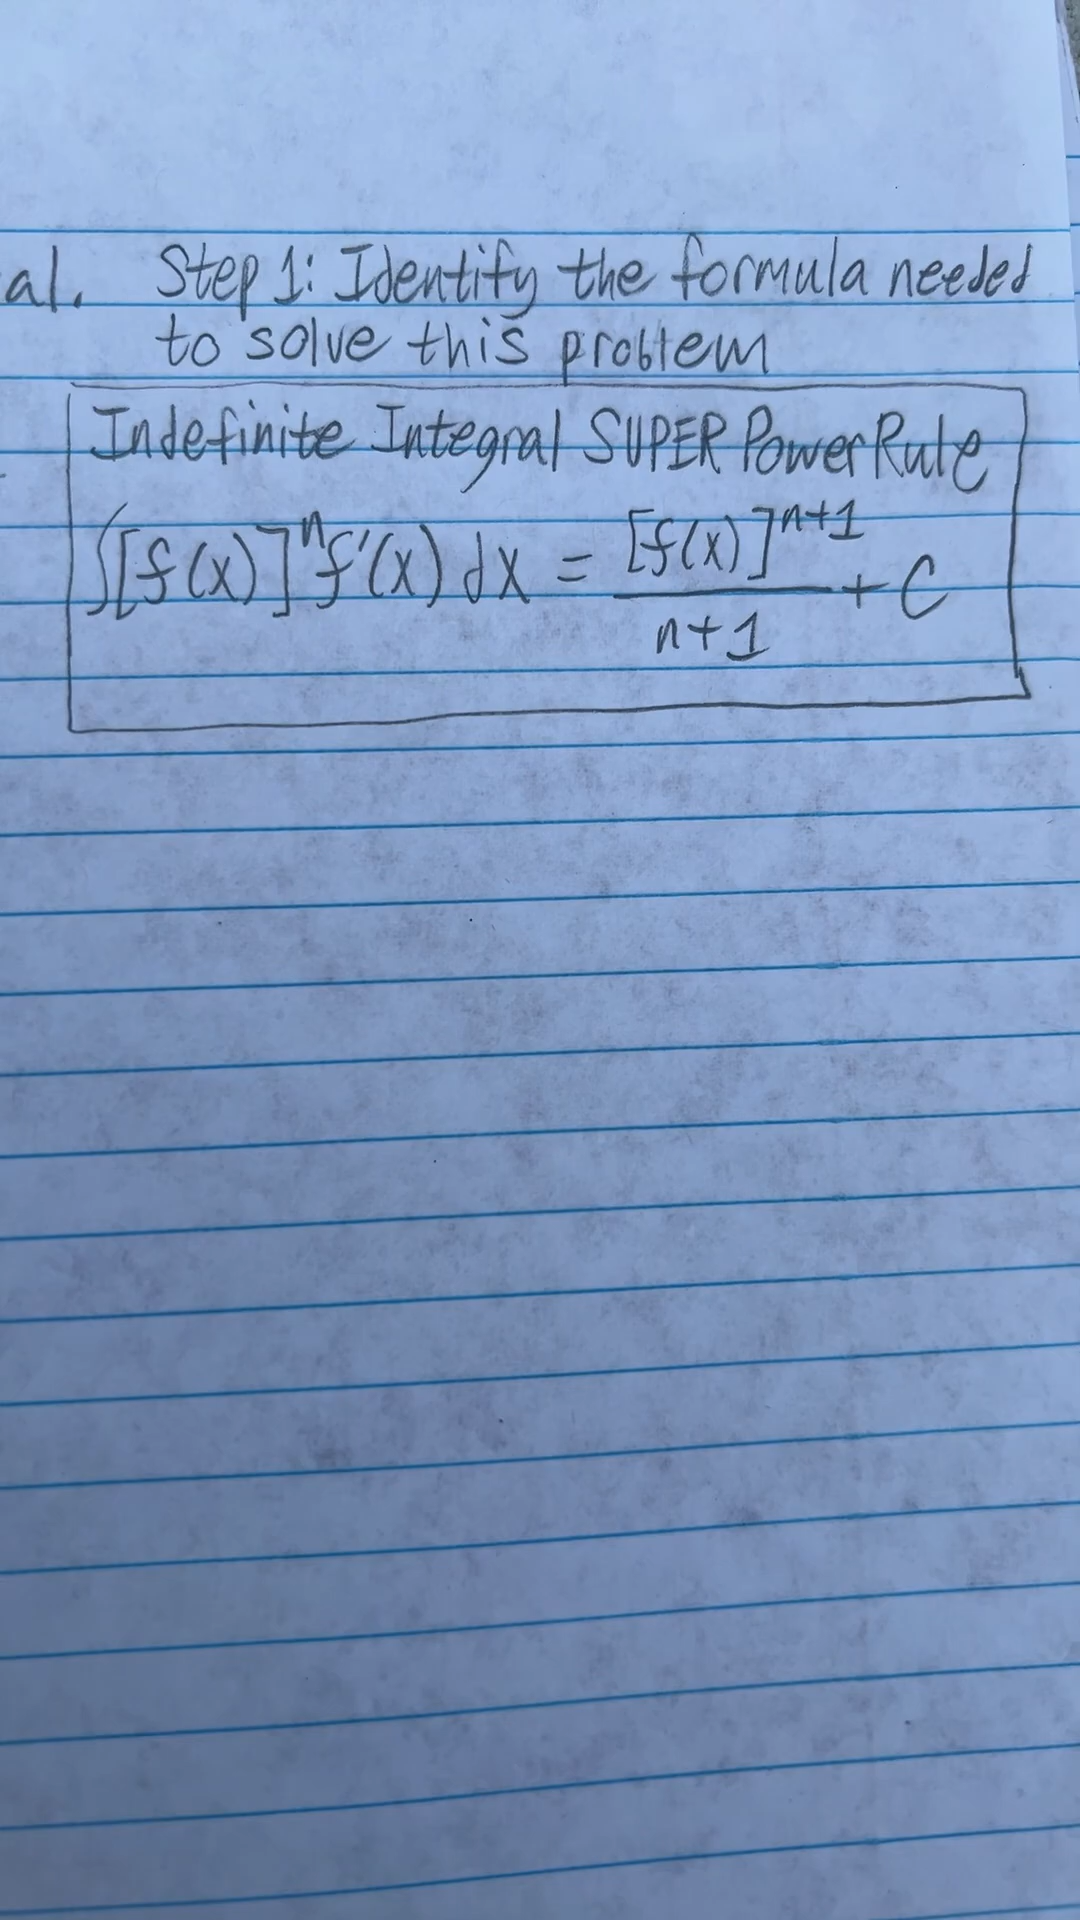 al. Step 1: Identify the formula needed
to solve this problem
Indefinite Integral SUPER Power Rule
∫[f(x)]ⁿf'(x) dx = [f(x)]ⁿ⁺¹/n+1 + C